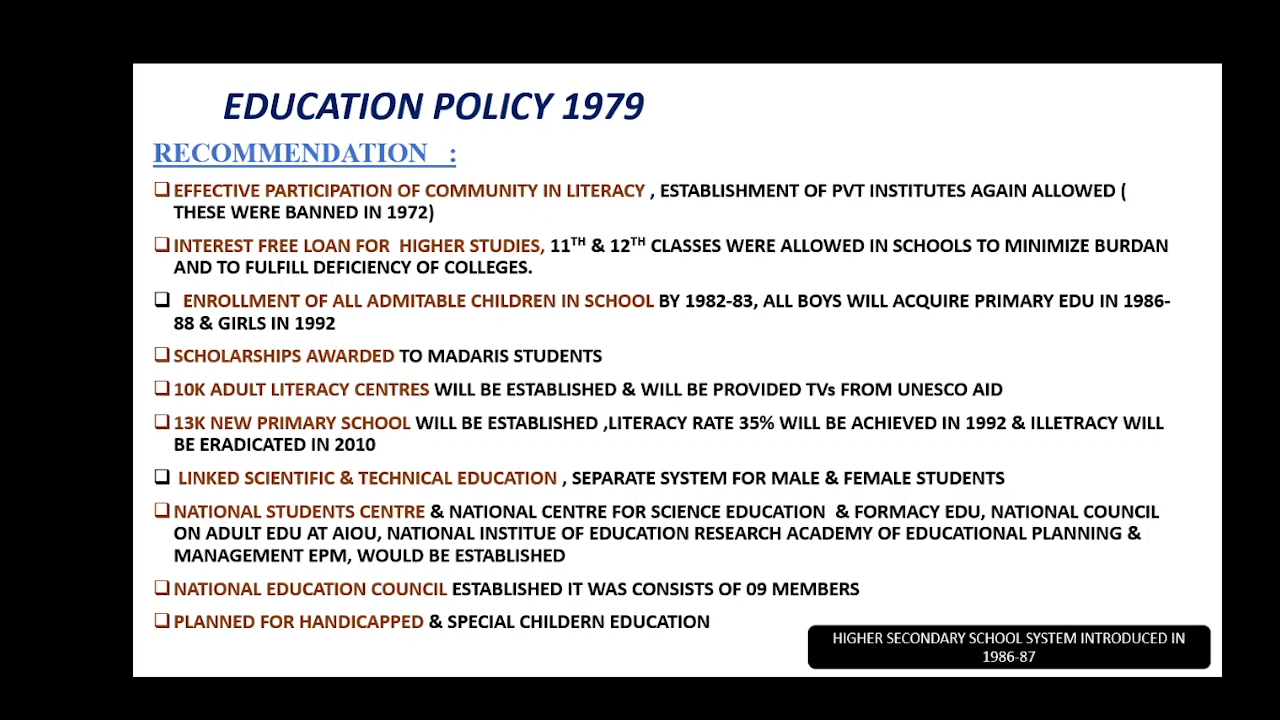 EDUCATION POLICY 1979
RECOMMENDATION :
EFFECTIVE PARTICIPATION OF COMMUNITY IN LITERACY , ESTABLISHMENT OF PVT INSTITUTES AGAIN ALLOWED (
THESE WERE BANNED IN 1972)
INTEREST FREE LOAN FOR HIGHER STUDIES, 11TH & 12TH CLASSES WERE ALLOWED IN SCHOOLS TO MINIMIZE BURDAN
AND TO FULFILL DEFICIENCY OF COLLEGES.
ENROLLMENT OF ALL ADMITABLE CHILDREN IN SCHOOL BY 1982-83, ALL BOYS WILL ACQUIRE PRIMARY EDU IN 1986-
88 & GIRLS IN 1992
SCHOLARSHIPS AWARDED TO MADARIS STUDENTS
10K ADULT LITERACY CENTRES WILL BE ESTABLISHED & WILL BE PROVIDED TVs FROM UNESCO AID
13K NEW PRIMARY SCHOOL WILL BE ESTABLISHED ,LITERACY RATE 35% WILL BE ACHIEVED IN 1992 & ILLETRACY WILL
BE ERADICATED IN 2010
LINKED SCIENTIFIC & TECHNICAL EDUCATION , SEPARATE SYSTEM FOR MALE & FEMALE STUDENTS
NATIONAL STUDENTS CENTRE & NATIONAL CENTRE FOR SCIENCE EDUCATION & FORMACY EDU, NATIONAL COUNCIL
ON ADULT EDU AT AIOU, NATIONAL INSTITUE OF EDUCATION RESEARCH ACADEMY OF EDUCATIONAL PLANNING &
MANAGEMENT EPM, WOULD BE ESTABLISHED
NATIONAL EDUCATION COUNCIL ESTABLISHED IT WAS CONSISTS OF 09 MEMBERS
PLANNED FOR HANDICAPPED & SPECIAL CHILDERN EDUCATION
HIGHER SECONDARY SCHOOL SYSTEM INTRODUCED IN
1986-87